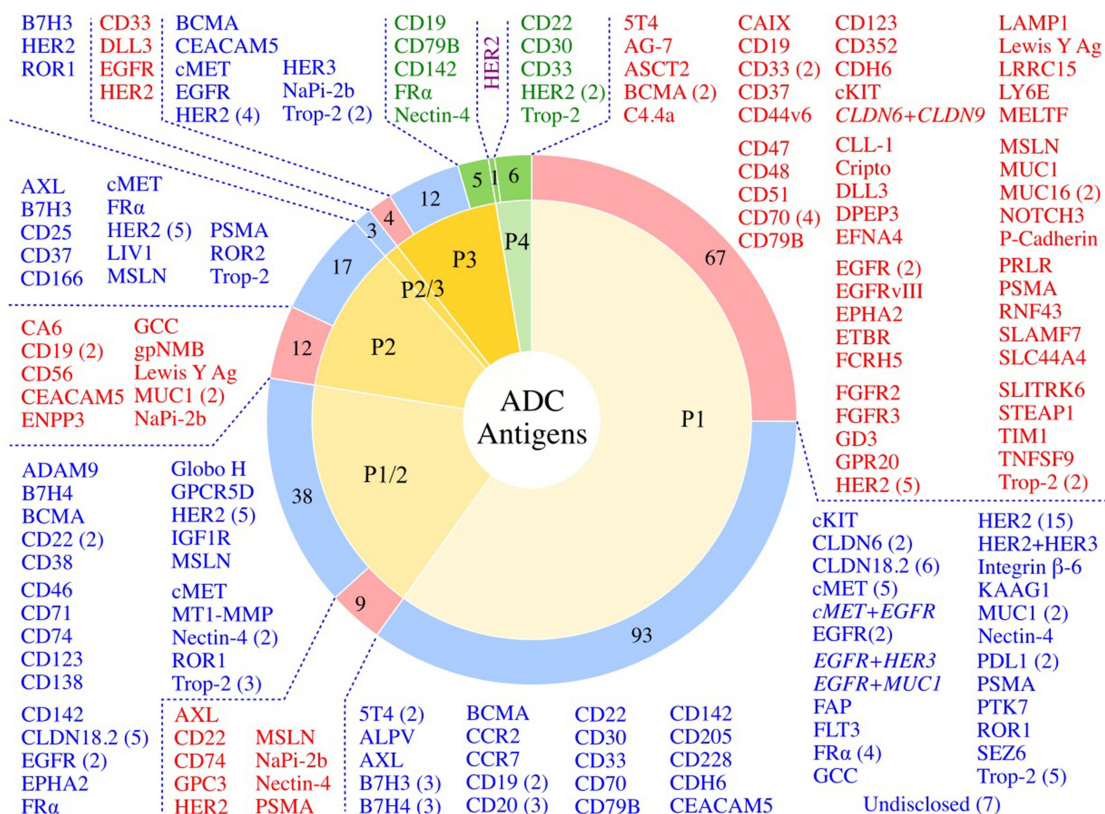 B7H3
HER2
ROR1
CD33
DLL3
EGFR
HER2
BCMA
CEACAM5
cMET
EGFR
HER2 (4)
HER3
NaPi-2b
Trop-2 (2)
CD19
CD79B
CD142
FRα
Nectin-4
HER2
CD22
CD30
CD33
HER2 (2)
Trop-2
5T4
AG-7
ASCT2
BCMA (2)
C4.4a
CAIX
CD19
CD33 (2)
CD37
CD44v6
CD47
CD48
CD51
CD70 (4)
CD79B
CD123
CD352
CDH6
cKIT
CLDN6+CLDN9
CLL-1
Cripto
DLL3
DPEP3
EFNA4
EGFR (2)
EGFRvIII
EPHA2
ETBR
FCRH5
FGFR2
FGFR3
GD3
GPR20
HER2 (5)
LAMP1
Lewis Y Ag
LRRC15
LY6E
MELTF
MSLN
MUC1
MUC16 (2)
NOTCH3
P-Cadherin
PRLR
PSMA
RNF43
SLAMF7
SLC44A4
SLITRK6
STEAP1
TIM1
TNFSF9
Trop-2 (2)
AXL
B7H3
CD25
CD37
CD166
cMET
FRα
HER2 (5)
LIV1
MSLN
PSMA
ROR2
Trop-2
CA6
CD19 (2)
CD56
CEACAM5
ENPP3
GCC
gpNMB
Lewis Y Ag
MUC1 (2)
NaPi-2b
5
1
6
12
4
3
17
12
38
9
93
67
P4
P3
P2/3
P2
P1/2
P1
ADC
Antigens
ADAM9
B7H4
BCMA
CD22 (2)
CD38
CD46
CD71
CD74
CD123
CD138
CD142
CLDN18.2 (5)
EGFR (2)
EPHA2
FRα
Globo H
GPCR5D
HER2 (5)
IGF1R
MSLN
cMET
MT1-MMP
Nectin-4 (2)
ROR1
Trop-2 (3)
AXL
CD22
CD74
GPC3
HER2
MSLN
NaPi-2b
Nectin-4
PSMA
5T4 (2)
ALPV
AXL
B7H3 (3)
B7H4 (3)
BCMA
CCR2
CCR7
CD19 (2)
CD20 (3)
CD22
CD30
CD33
CD70
CD79B
CD142
CD205
CD228
CDH6
CEACAM5
cKIT
CLDN6 (2)
CLDN18.2 (6)
cMET (5)
cMET+EGFR
EGFR(2)
EGFR+HER3
EGFR+MUC1
FAP
FLT3
FRα (4)
GCC
HER2 (15)
HER2+HER3
Integrin β-6
KAAG1
MUC1 (2)
Nectin-4
PDL1 (2)
PSMA
PTK7
ROR1
SEZ6
Trop-2 (5)
Undisclosed (7)